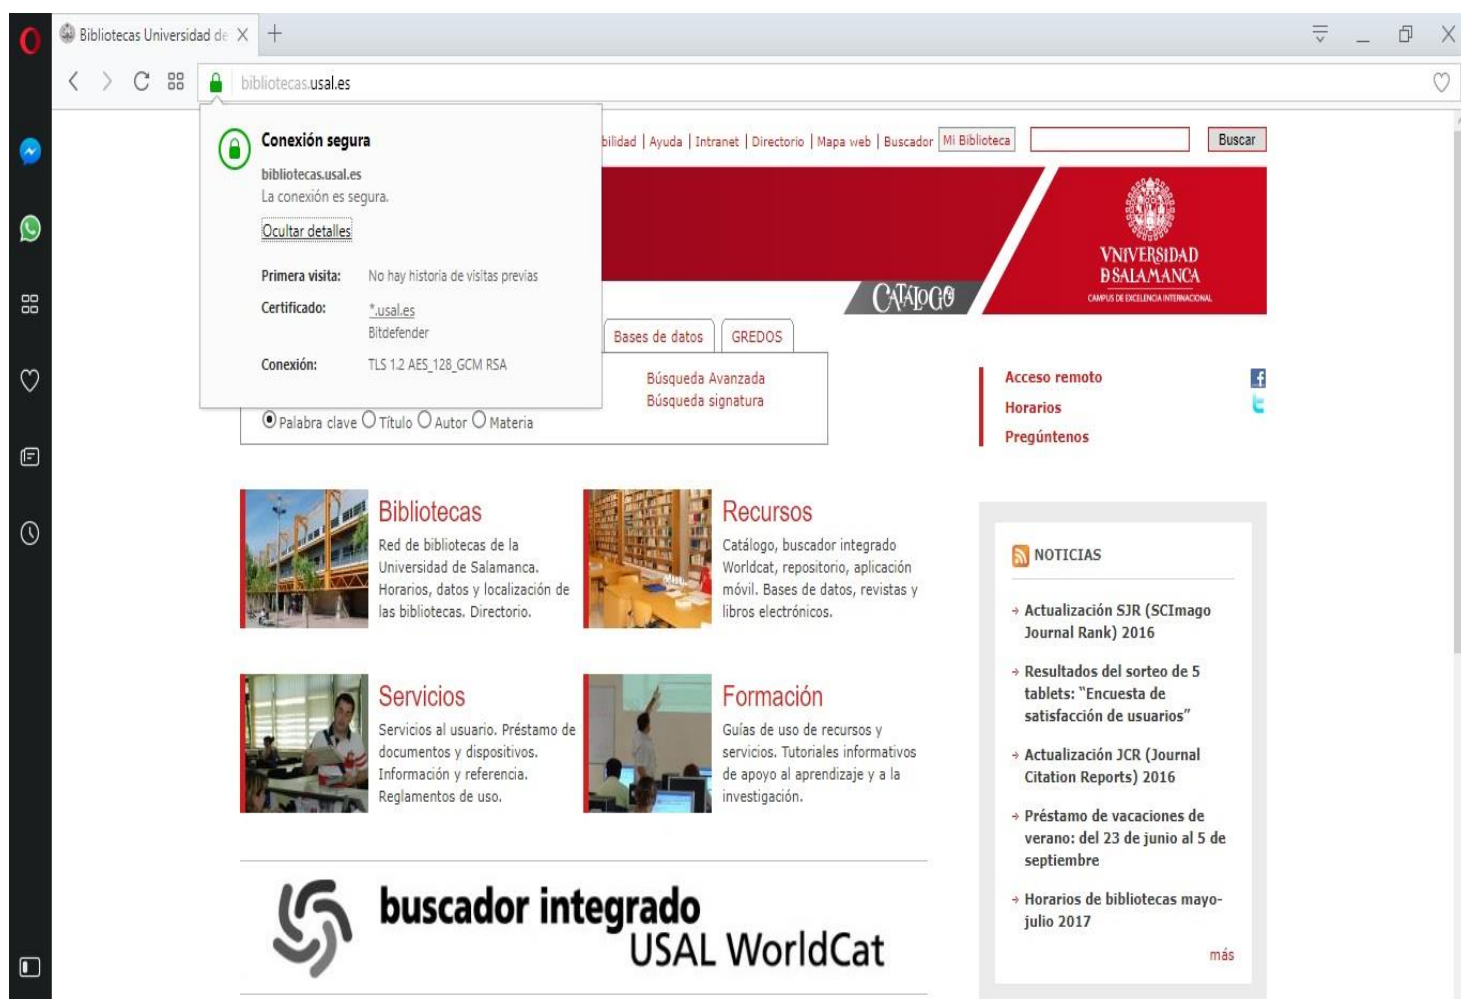 Bibliotecas Universidad de
bibliotecas.usal.es
Conexión segura
bibliotecas.usal.es
La conexión es segura.
Ocultar detalles
Primera visita: No hay historia de visitas previas
Certificado: *.usal.es
Bitdefender
Conexión: TLS 1.2 AES_128_GCM RSA
bilidad | Ayuda | Intranet | Directorio | Mapa web | Buscador Mi Biblioteca Buscar
VNIVERSIDAD
D SALAMANCA
CAMPUS DE EXCELENCIA INTERNACIONAL
CATÁLOGO
Bases de datos GREDOS
Búsqueda Avanzada
Búsqueda signatura
Palabra clave Título Autor Materia
Acceso remoto
Horarios
Pregúntenos
Bibliotecas
Red de bibliotecas de la
Universidad de Salamanca.
Horarios, datos y localización de
las bibliotecas. Directorio.
Recursos
Catálogo, buscador integrado
Worldcat, repositorio, aplicación
móvil. Bases de datos, revistas y
libros electrónicos.
Servicios
Servicios al usuario. Préstamo de
documentos y dispositivos.
Información y referencia.
Reglamentos de uso.
Formación
Guías de uso de recursos y
servicios. Tutoriales informativos
de apoyo al aprendizaje y a la
investigación.
NOTICIAS
Actualización SJR (SCImago
Journal Rank) 2016
Resultados del sorteo de 5
tablets: “Encuesta de
satisfacción de usuarios”
Actualización JCR (Journal
Citation Reports) 2016
Préstamo de vacaciones de
verano: del 23 de junio al 5 de
septiembre
Horarios de bibliotecas mayo-
julio 2017
más
buscador integrado
USAL WorldCat